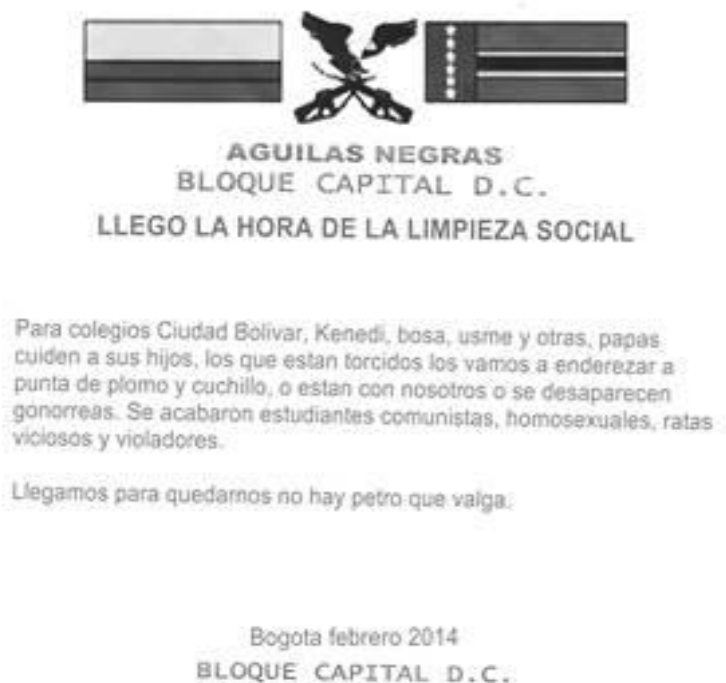 AGUILAS NEGRAS
BLOQUE CAPITAL D.C.
LLEGO LA HORA DE LA LIMPIEZA SOCIAL
Para colegios Ciudad Bolivar, Kenedi, bosa, usme y otras, papas
cuiden a sus hijos, los que estan torcidos los vamos a enderezar a
punta de plomo y cuchillo, o estan con nosotros o se desaparecen
gonorreas. Se acabaron estudiantes comunistas, homosexuales, ratas
viciosos y violadores.
Llegamos para quedarnos no hay petro que valga.
Bogota febrero 2014
BLOQUE CAPITAL D.C.